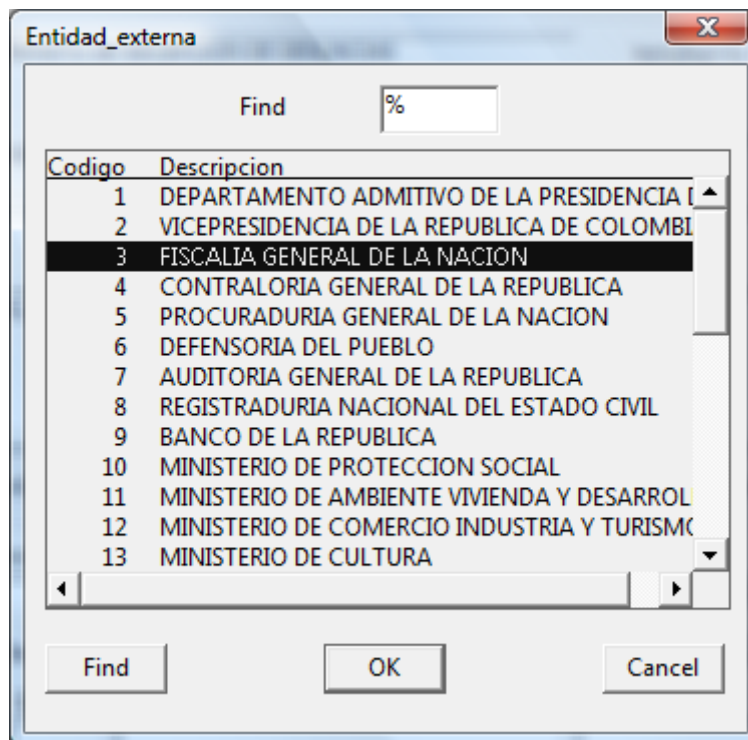 Entidad_externa
Find %
Codigo Descripcion
1 DEPARTAMENTO ADMITIVO DE LA PRESIDENCIA D
2 VICEPRESIDENCIA DE LA REPUBLICA DE COLOMBI
3 FISCALIA GENERAL DE LA NACION
4 CONTRALORIA GENERAL DE LA REPUBLICA
5 PROCURADURIA GENERAL DE LA NACION
6 DEFENSORIA DEL PUEBLO
7 AUDITORIA GENERAL DE LA REPUBLICA
8 REGISTRADURIA NACIONAL DEL ESTADO CIVIL
9 BANCO DE LA REPUBLICA
10 MINISTERIO DE PROTECCION SOCIAL
11 MINISTERIO DE AMBIENTE VIVIENDA Y DESARROL
12 MINISTERIO DE COMERCIO INDUSTRIA Y TURISMO
13 MINISTERIO DE CULTURA
Find OK Cancel